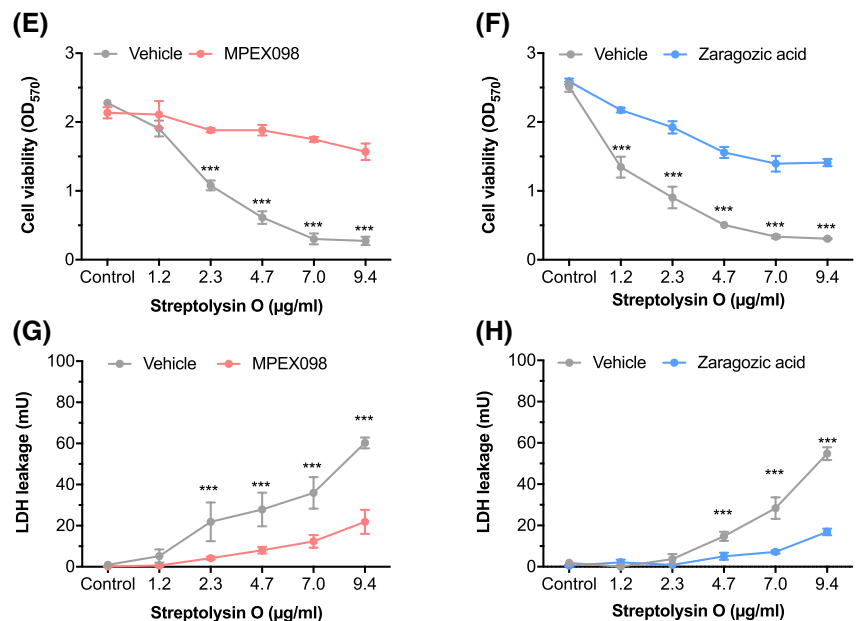 (E)
Vehicle MPEX098
Cell viability (OD570)
3
2
1
0
***
***
***
***
Control 1.2 2.3 4.7 7.0 9.4
Streptolysin O (µg/ml)
(F)
Vehicle Zaragozic acid
Cell viability (OD570)
3
2
1
0
***
***
***
***
***
Control 1.2 2.3 4.7 7.0 9.4
Streptolysin O (µg/ml)
(G)
Vehicle MPEX098
LDH leakage (mU)
100
80
60
40
20
0
***
***
***
***
Control 1.2 2.3 4.7 7.0 9.4
Streptolysin O (µg/ml)
(H)
Vehicle Zaragozic acid
LDH leakage (mU)
100
80
60
40
20
0
***
***
***
Control 1.2 2.3 4.7 7.0 9.4
Streptolysin O (µg/ml)